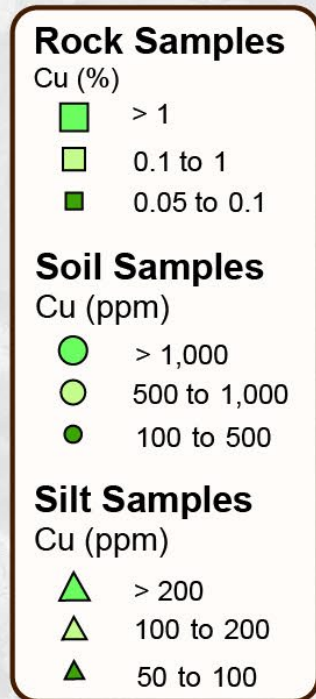 Rock Samples
Cu (%)
> 1
0.1 to 1
0.05 to 0.1
Soil Samples
Cu (ppm)
> 1,000
500 to 1,000
100 to 500
Silt Samples
Cu (ppm)
> 200
100 to 200
50 to 100